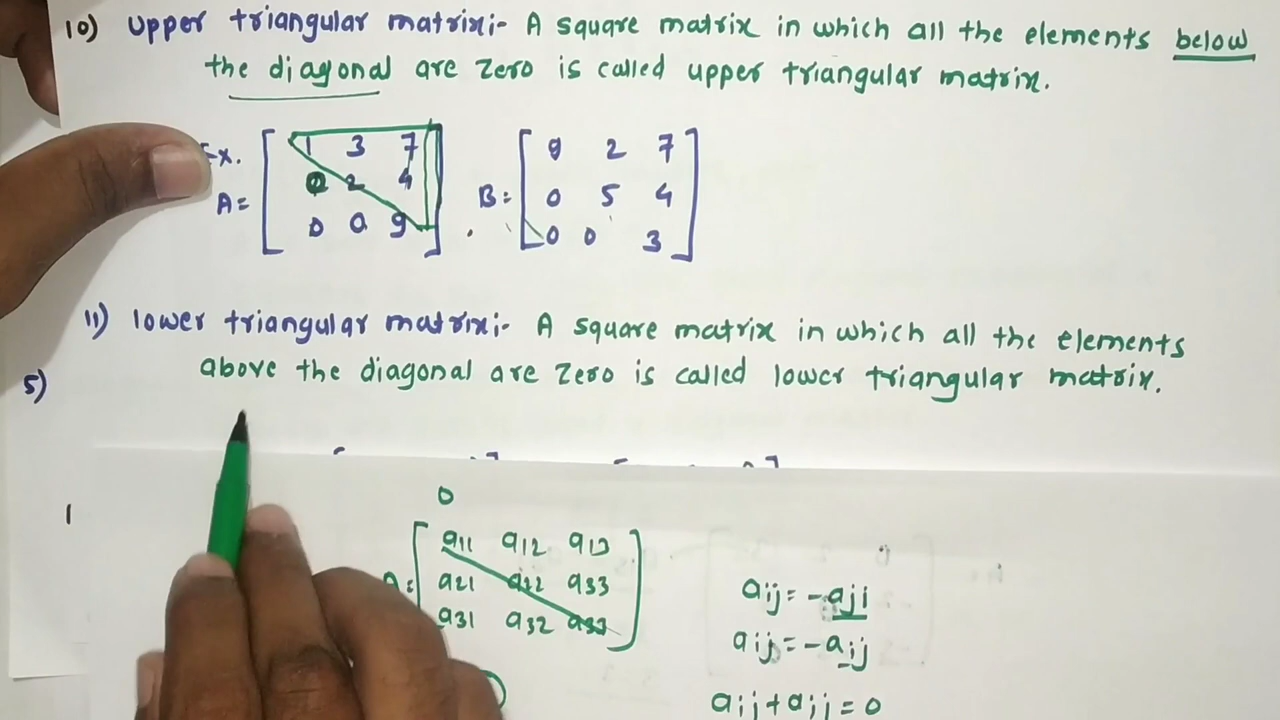 10) Upper triangular matrix:- A square matrix in which all the elements below
the diagonal are zero is called upper triangular matrix.
Ex.
A= [ 1 3 7
0 2 4
0 0 9 ] . B= [ 9 2 7
0 5 4
0 0 3 ]
11) lower triangular matrix:- A square matrix in which all the elements
above the diagonal are zero is called lower triangular matrix.
5)
1
0
A= [ a11 a12 a13
a21 a22 a33
a31 a32 a33 ]
aij = -aji
aij = -aij
aij + aij = 0